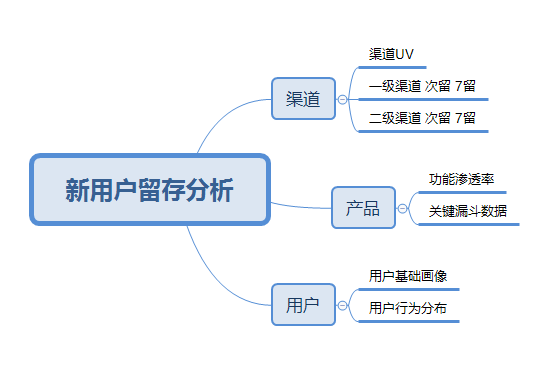 新用户留存分析
渠道
渠道UV
一级渠道 次留 7留
二级渠道 次留 7留
产品
功能渗透率
关键漏斗数据
用户
用户基础画像
用户行为分布